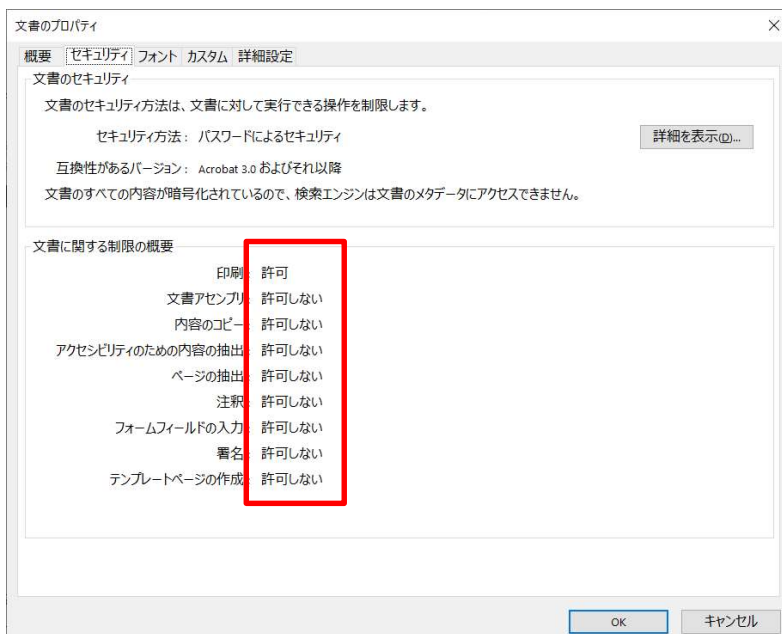 文書のプロパティ
概要 セキュリティ フォント カスタム 詳細設定
文書のセキュリティ
文書のセキュリティ方法は、文書に対して実行できる操作を制限します。
セキュリティ方法： パスワードによるセキュリティ 詳細を表示(D)...
互換性があるバージョン： Acrobat 3.0 およびそれ以降
文書のすべての内容が暗号化されているので、検索エンジンは文書のメタデータにアクセスできません。
文書に関する制限の概要
印刷： 許可
文書アセンブリ： 許可しない
内容のコピー： 許可しない
アクセシビリティのための内容の抽出： 許可しない
ページの抽出： 許可しない
注釈： 許可しない
フォームフィールドの入力： 許可しない
署名： 許可しない
テンプレートページの作成： 許可しない
OK キャンセル